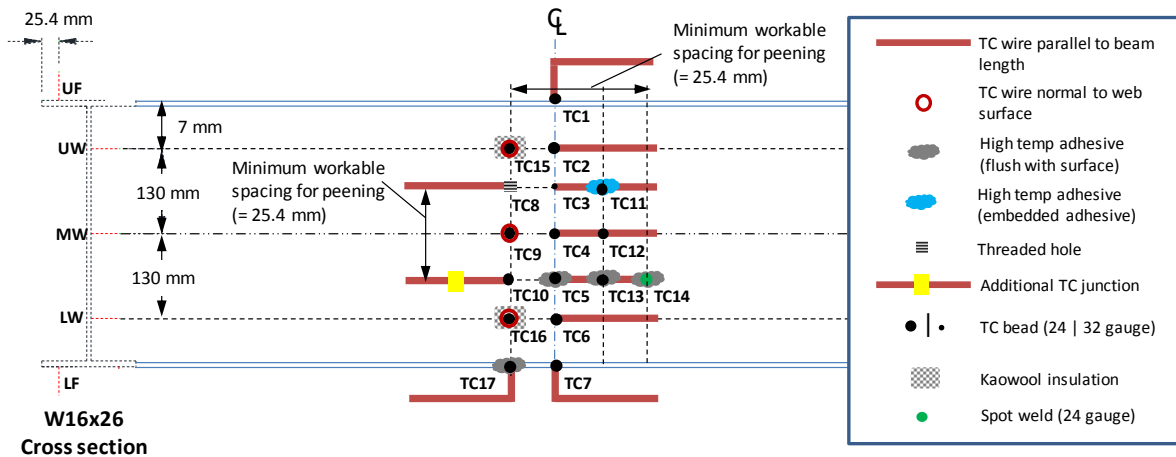 25.4 mm
UF
UW
MW
LW
LF
7 mm
130 mm
130 mm
W16x26
Cross section
CL
Minimum workable
spacing for peening
(= 25.4 mm)
Minimum workable
spacing for peening
(= 25.4 mm)
TC1
TC15
TC2
TC8
TC3
TC11
TC9
TC4
TC12
TC10
TC5
TC13
TC14
TC16
TC6
TC17
TC7
TC wire parallel to beam
length
TC wire normal to web
surface
High temp adhesive
(flush with surface)
High temp adhesive
(embedded adhesive)
Threaded hole
Additional TC junction
TC bead (24 | 32 gauge)
Kaowool insulation
Spot weld (24 gauge)